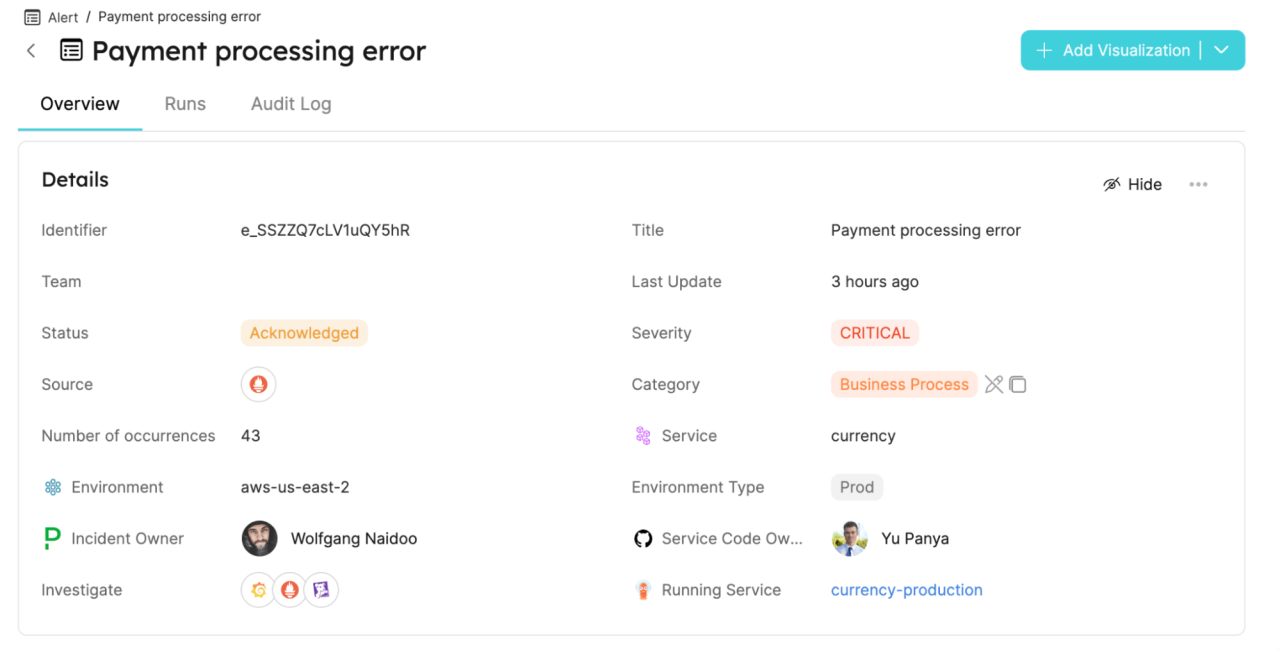 Alert / Payment processing error
Payment processing error
Add Visualization
Overview Runs Audit Log
Details
Hide
Identifier e_SSZZQ7cLV1uQY5hR Title Payment processing error
Team Last Update 3 hours ago
Status Acknowledged Severity CRITICAL
Source Category Business Process
Number of occurrences 43 Service currency
Environment aws-us-east-2 Environment Type Prod
Incident Owner Wolfgang Naidoo Service Code Ow... Yu Panya
Investigate Running Service currency-production